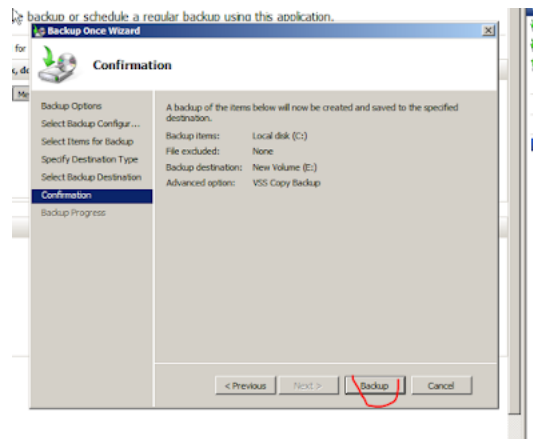 backup or schedule a regular backup using this application.
Backup Once Wizard
for
Confirmation
Backup Options
Select Backup Configur...
Select Items for Backup
Specify Destination Type
Select Backup Destination
Confirmation
Backup Progress
A backup of the items below will now be created and saved to the specified
destination.
Backup items: Local disk (C:)
File excluded: None
Backup destination: New Volume (E:)
Advanced option: VSS Copy Backup
< Previous Next > Backup Cancel